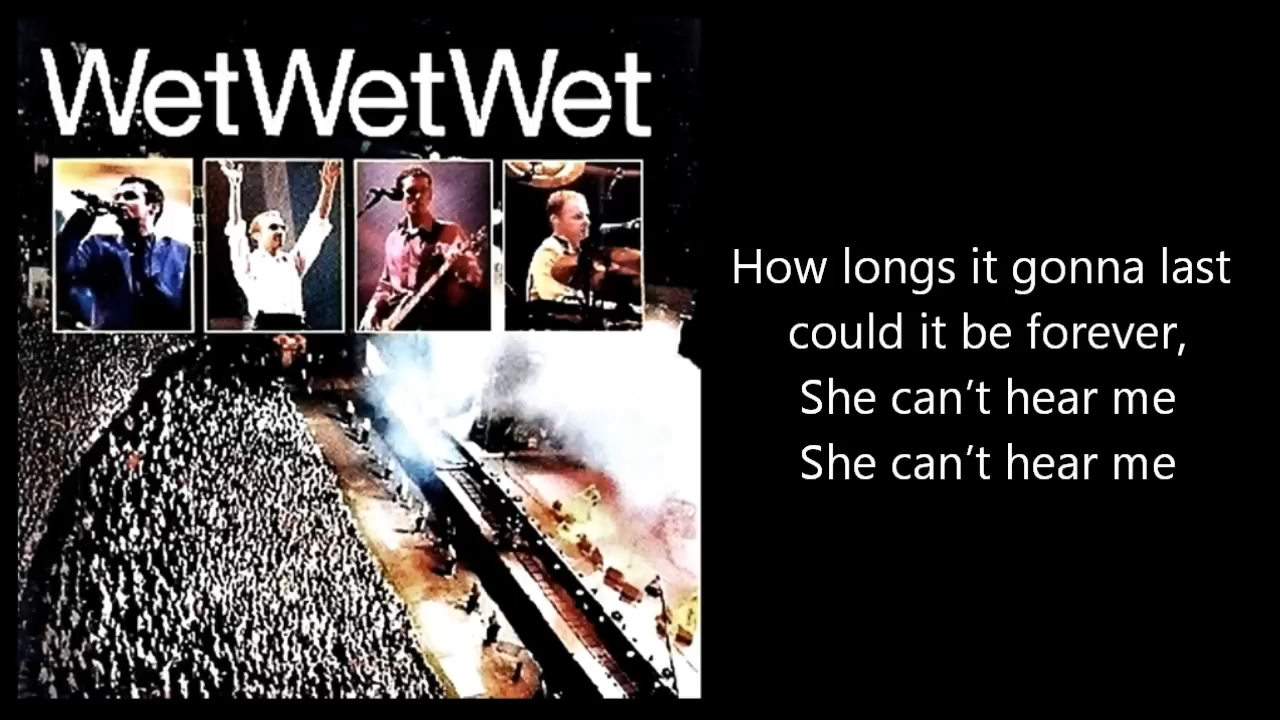 WetWetWet
How longs it gonna last
could it be forever,
She can’t hear me
She can’t hear me